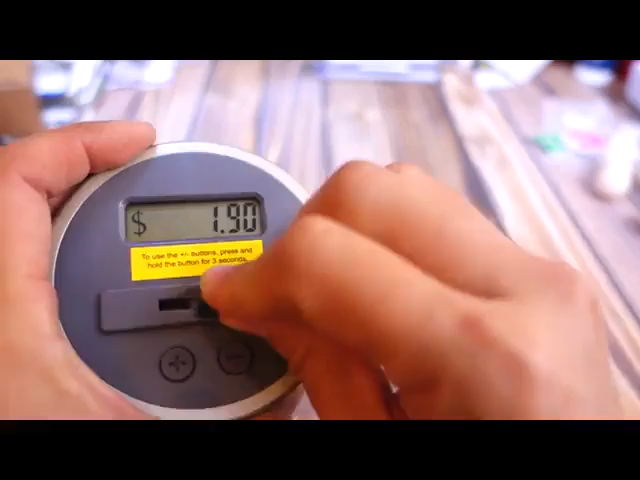 $ 1.90
To use the +/- buttons, press and
hold the button for 3 seconds.
+
-